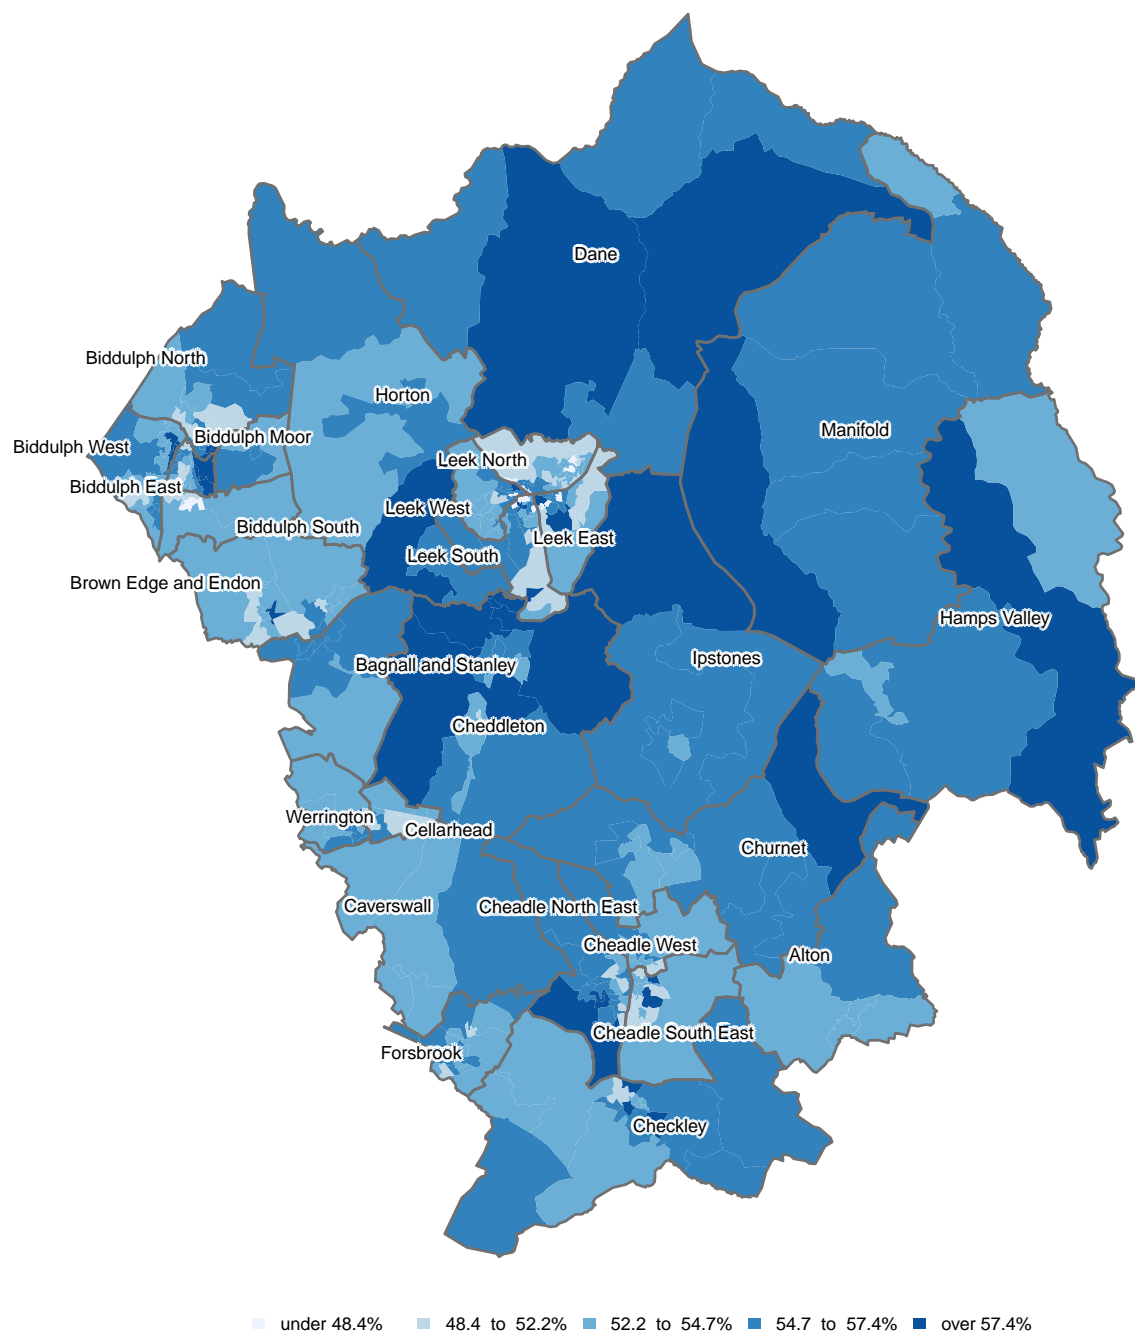 Dane
Biddulph North
Horton
Manifold
Biddulph Moor
Biddulph West
Leek North
Biddulph East
Leek West
Biddulph South
Leek East
Leek South
Brown Edge and Endon
Hamps Valley
Ipstones
Bagnall and Stanley
Cheddleton
Werrington
Cellarhead
Churnet
Caverswall
Cheadle North East
Cheadle West
Alton
Cheadle South East
Forsbrook
Checkley
under 48.4% 48.4 to 52.2% 52.2 to 54.7% 54.7 to 57.4% over 57.4%